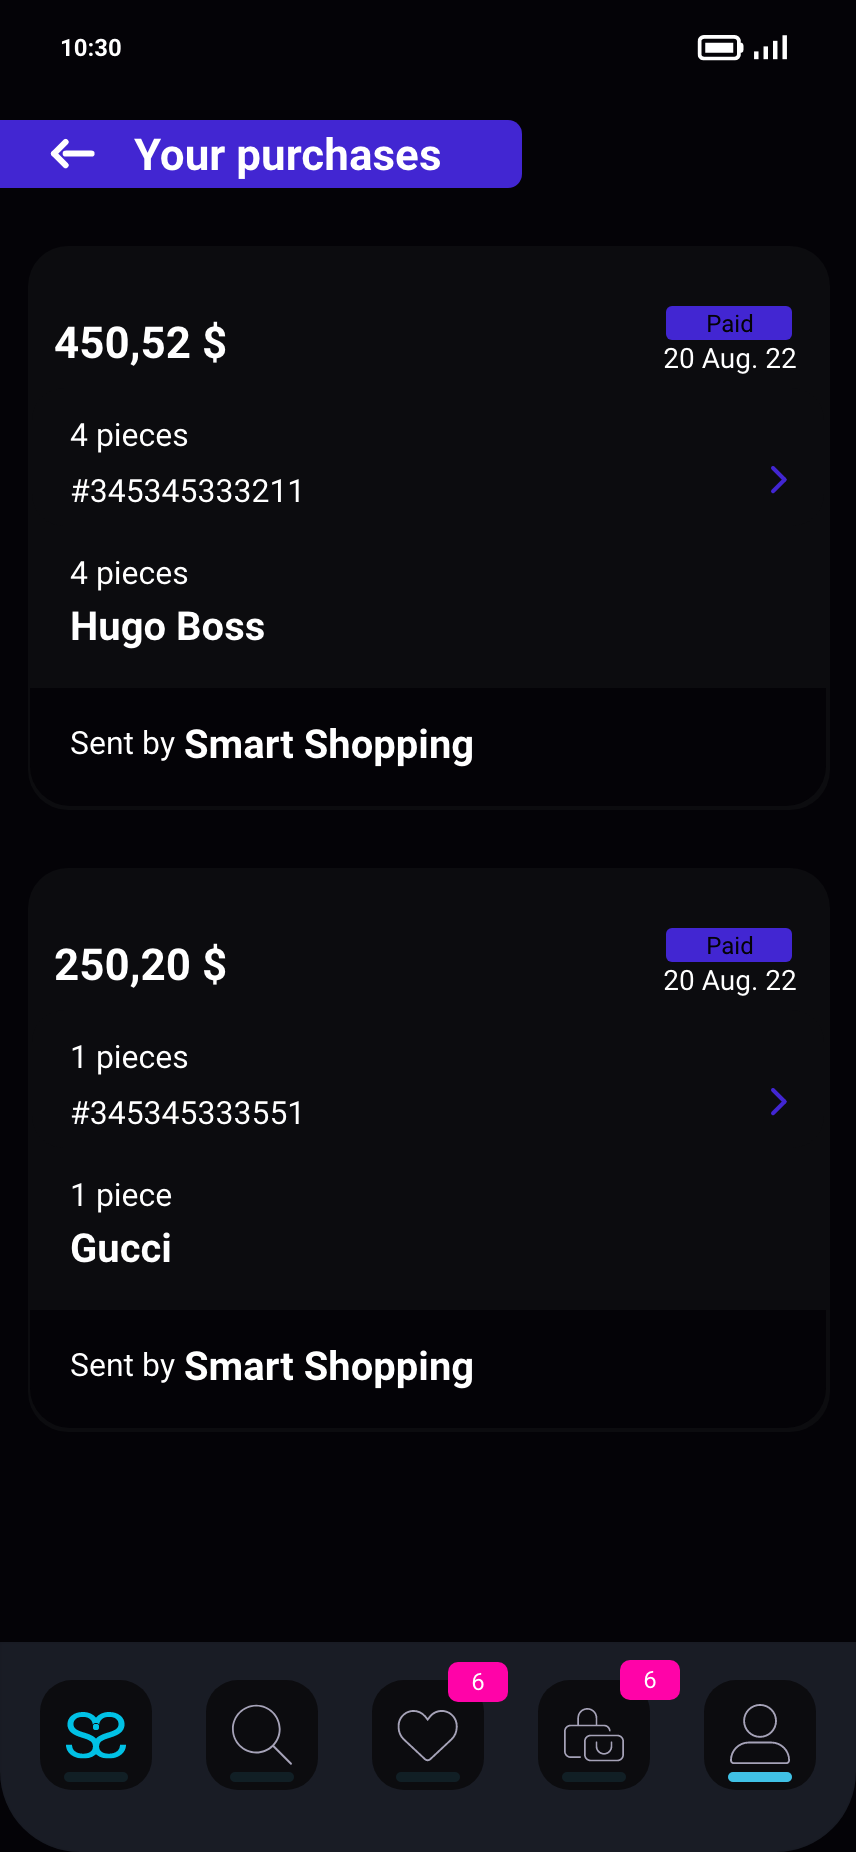 10:30
Your purchases
450,52 $
Paid
20 Aug. 22
4 pieces
#345345333211
4 pieces
Hugo Boss
Sent by Smart Shopping
250,20 $
Paid
20 Aug. 22
1 pieces
#345345333551
1 piece
Gucci
Sent by Smart Shopping
6
6